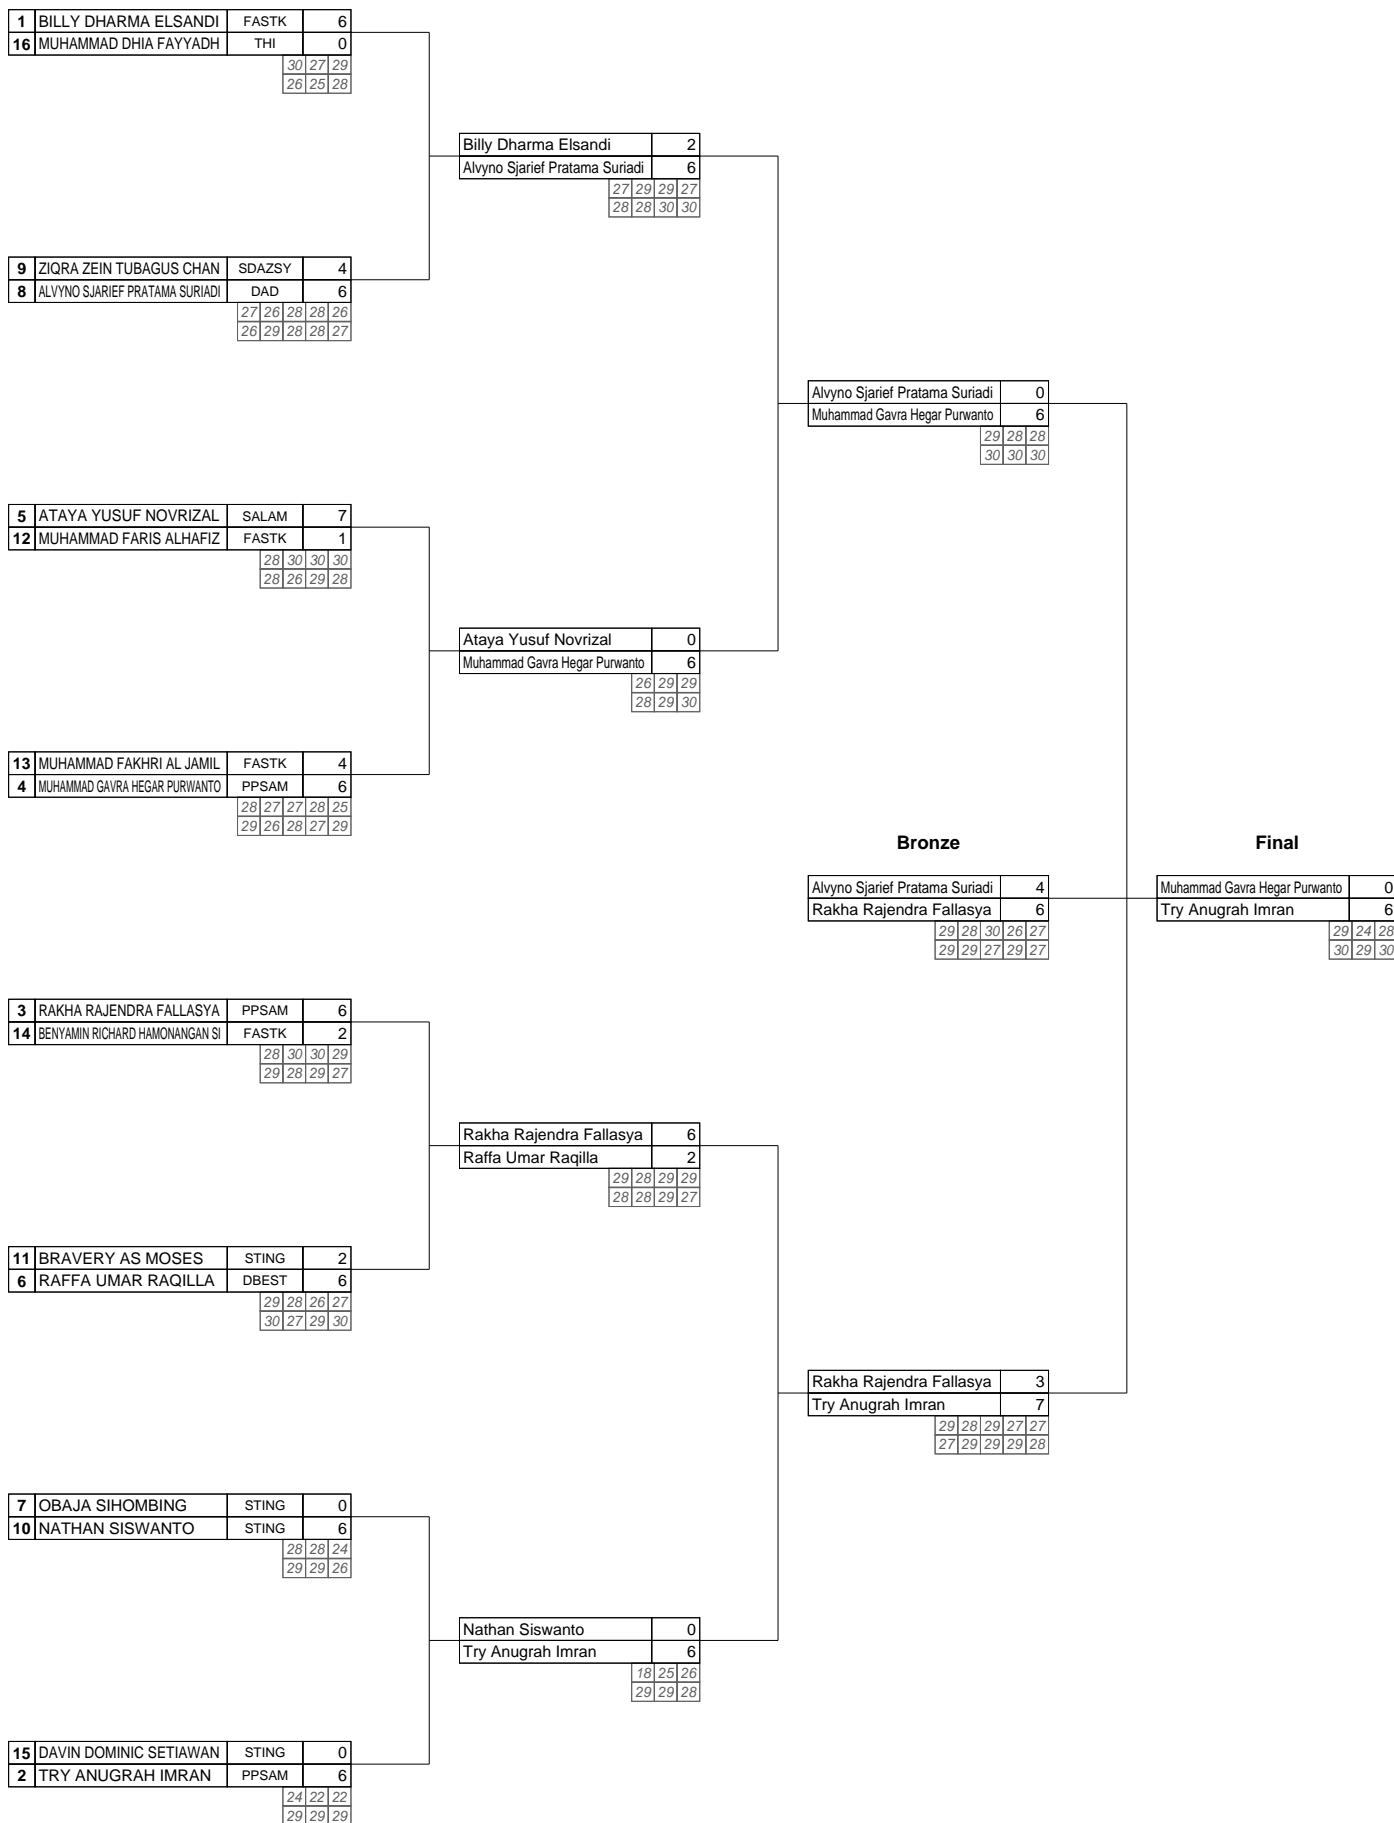 1 BILLY DHARMA ELSANDI FASTK 6
16 MUHAMMAD DHIA FAYYADH THI 0
30 27 29
26 25 28
Billy Dharma Elsandi 2
Alvyno Sjarief Pratama Suriadi 6
27 29 29 27
28 28 30 30
9 ZIQRA ZEIN TUBAGUS CHAN SDAZSY 4
8 ALVYNO SJARIEF PRATAMA SURIADI DAD 6
27 26 28 28 26
26 29 28 28 27
Alvyno Sjarief Pratama Suriadi 0
Muhammad Gavra Hegar Purwanto 6
29 28 28
30 30 30
5 ATAYA YUSUF NOVRIZAL SALAM 7
12 MUHAMMAD FARIS ALHAFIZ FASTK 1
28 30 30 30
28 26 29 28
Ataya Yusuf Novrizal 0
Muhammad Gavra Hegar Purwanto 6
26 29 29
28 29 30
13 MUHAMMAD FAKHRI AL JAMIL FASTK 4
4 MUHAMMAD GAVRA HEGAR PURWANTO PPSAM 6
28 27 27 28 25
29 26 28 27 29
Bronze
Final
Alvyno Sjarief Pratama Suriadi 4
Rakha Rajendra Fallasya 6
29 28 30 26 27
29 29 27 29 27
Muhammad Gavra Hegar Purwanto 0
Try Anugrah Imran 6
29 24 28
30 29 30
3 RAKHA RAJENDRA FALLASYA PPSAM 6
14 BENYAMIN RICHARD HAMONANGAN SI FASTK 2
28 30 30 29
29 28 29 27
Rakha Rajendra Fallasya 6
Raffa Umar Raqilla 2
29 28 29 29
28 28 29 27
11 BRAVERY AS MOSES STING 2
6 RAFFA UMAR RAQILLA DBEST 6
29 28 26 27
30 27 29 30
Rakha Rajendra Fallasya 3
Try Anugrah Imran 7
29 28 29 27 27
27 29 29 29 28
7 OBAJA SIHOMBING STING 0
10 NATHAN SISWANTO STING 6
28 28 24
29 29 26
Nathan Siswanto 0
Try Anugrah Imran 6
18 25 26
29 29 28
15 DAVIN DOMINIC SETIAWAN STING 0
2 TRY ANUGRAH IMRAN PPSAM 6
24 22 22
29 29 29